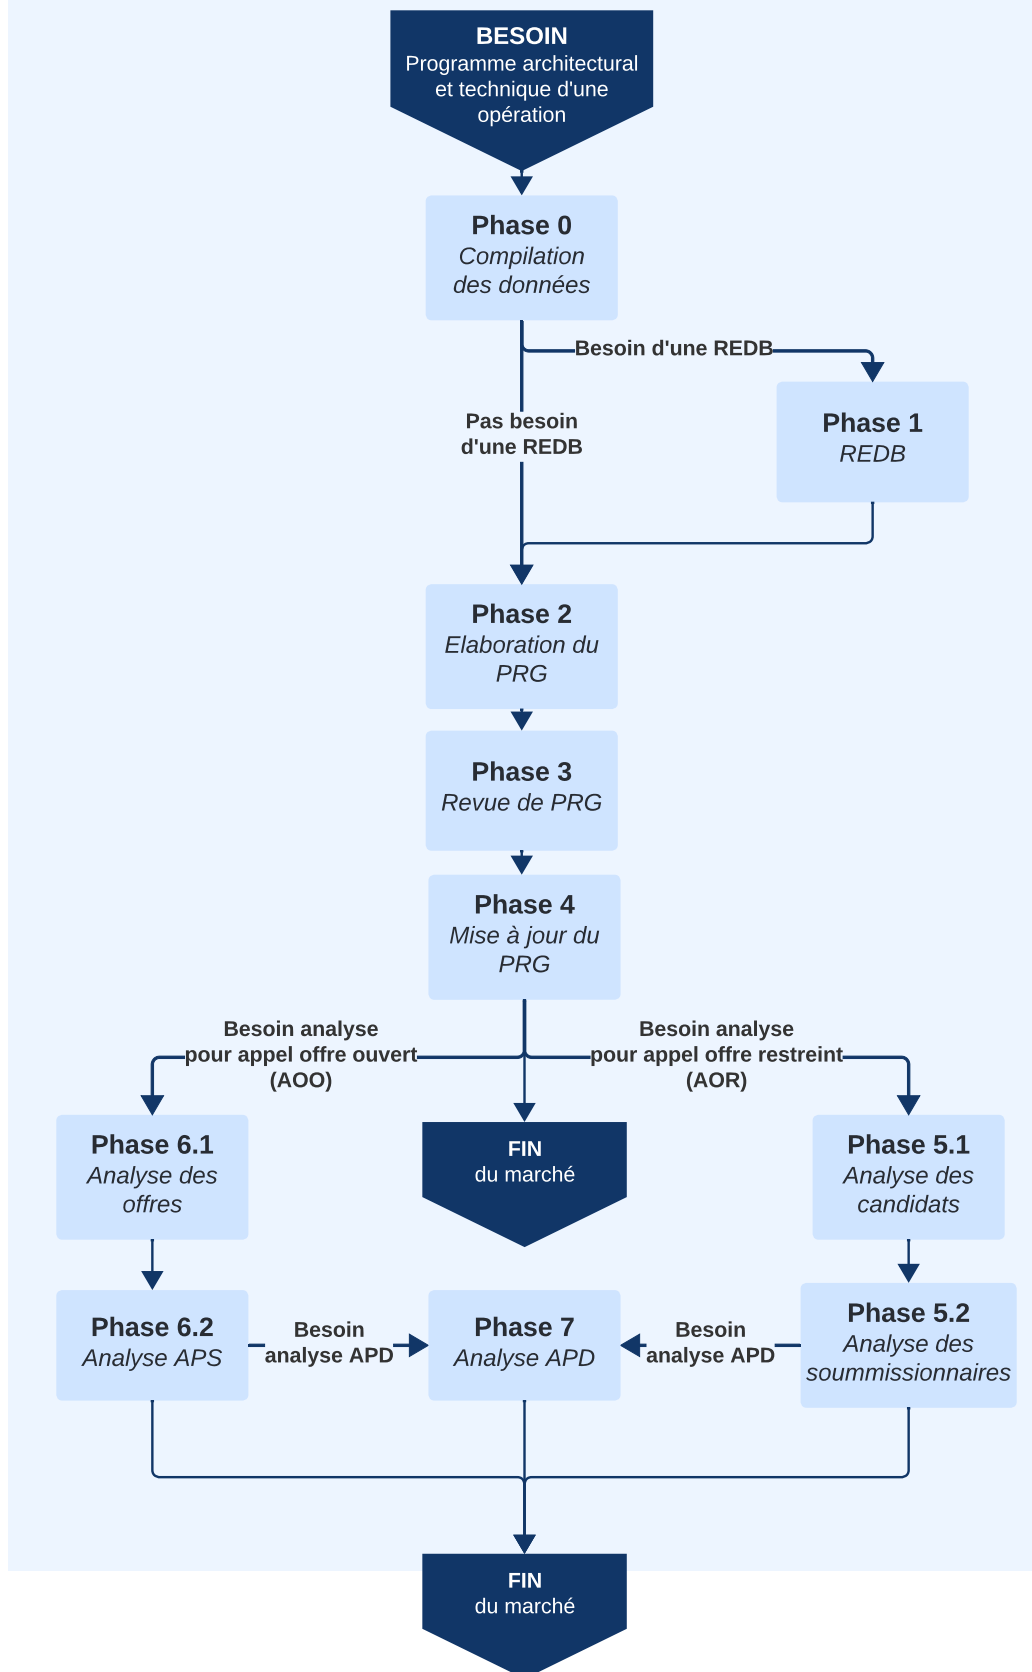 BESOIN
Programme architectural
et technique d'une
opération
Phase 0
Compilation
des données
Besoin d'une REDB
Pas besoin
d'une REDB
Phase 1
REDB
Phase 2
Elaboration du
PRG
Phase 3
Revue de PRG
Phase 4
Mise à jour du
PRG
Besoin analyse
pour appel offre ouvert
(AOO)
Besoin analyse
pour appel offre restreint
(AOR)
Phase 6.1
Analyse des
offres
FIN
du marché
Phase 5.1
Analyse des
candidats
Phase 6.2
Analyse APS
Besoin
analyse APD
Phase 7
Analyse APD
Besoin
analyse APD
Phase 5.2
Analyse des
soummissionnaires
FIN
du marché